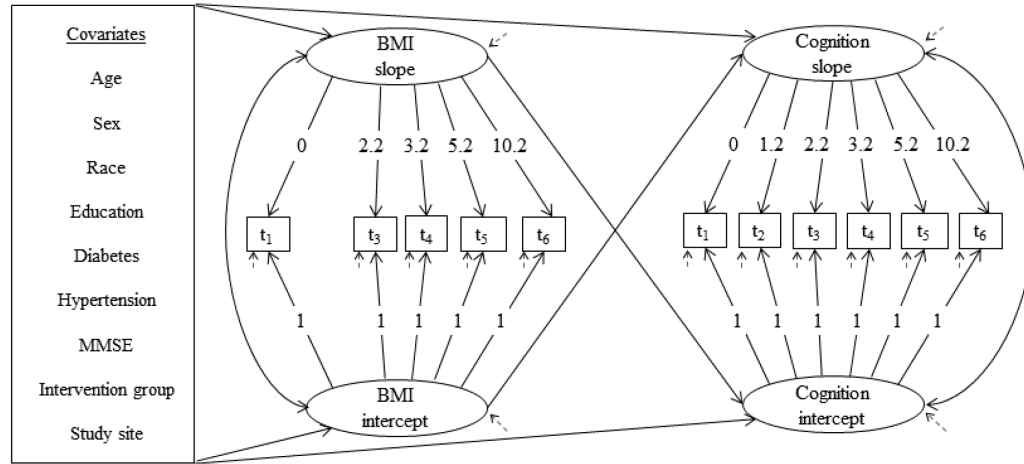 Covariates
Age
Sex
Race
Education
Diabetes
Hypertension
MMSE
Intervention group
Study site
BMI
slope
0 2.2 3.2 5.2 10.2
t₁ t₃ t₄ t₅ t₆
1 1 1 1 1
BMI
intercept
Cognition
slope
0 1.2 2.2 3.2 5.2 10.2
t₁ t₂ t₃ t₄ t₅ t₆
1 1 1 1 1 1
Cognition
intercept